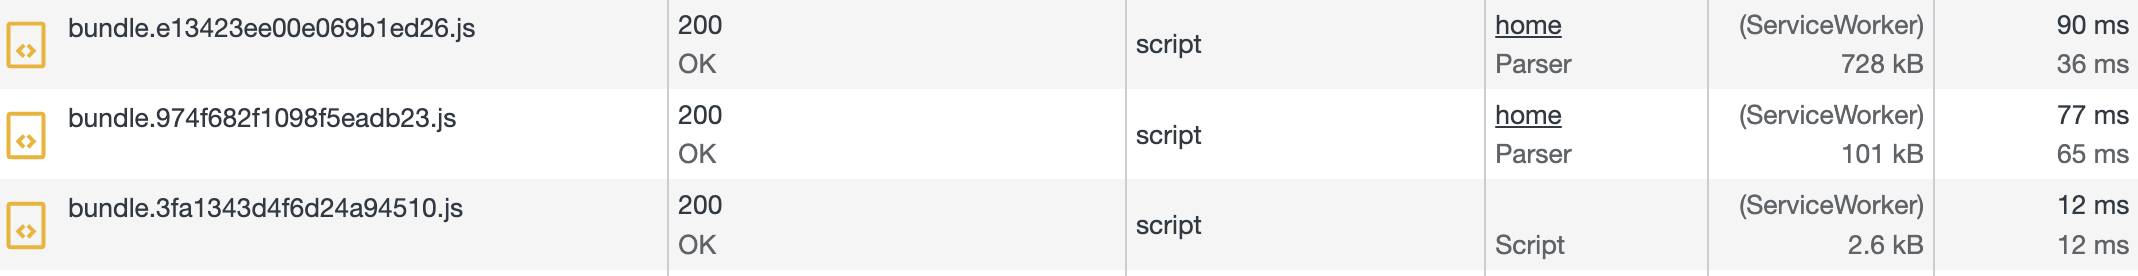 bundle.e13423ee00e069b1ed26.js
200
OK
script
home
Parser
(ServiceWorker)
728 kB
90 ms
36 ms
bundle.974f682f1098f5eadb23.js
200
OK
script
home
Parser
(ServiceWorker)
101 kB
77 ms
65 ms
bundle.3fa1343d4f6d24a94510.js
200
OK
script
Script
(ServiceWorker)
2.6 kB
12 ms
12 ms